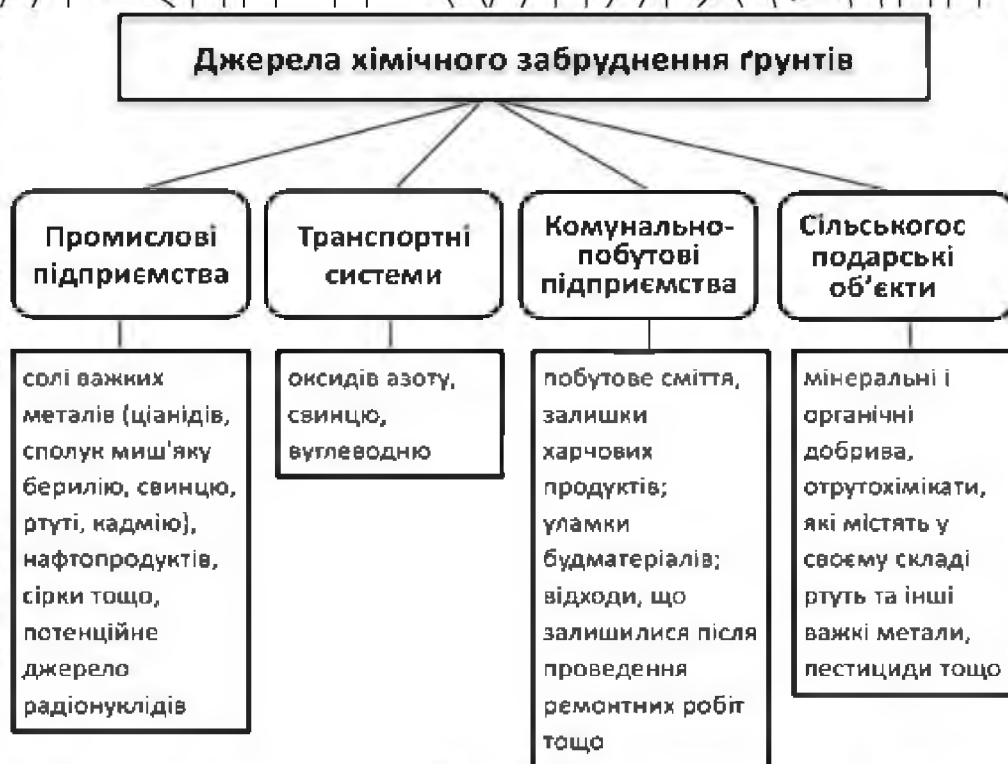 Джерела хімічного забруднення ґрунтів
Промислові
підприємства
Транспортні
системи
Комунально-
побутові
підприємства
Сільськогос
подарські
об'єкти
солі важких
металів (ціанідів,
сполук миш'яку
берилію, свинцю,
ртуті, кадмію),
нафтопродуктів,
сірки тощо,
потенційне
джерело
радіонуклідів
оксидів азоту,
свинцю,
вуглеводню
побутове сміття,
залишки
харчових
продуктів;
уламки
будматеріалів;
відходи, що
залишилися після
проведення
ремонтних робіт
тощо
мінеральні і
органічні
добрива,
отрутохімікати,
які містять у
своєму складі
ртуть та інші
важкі метали,
пестициди тощо